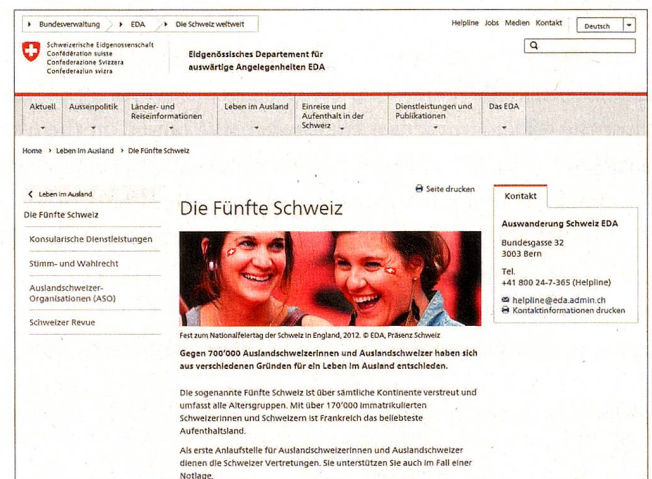 Bundesverwaltung
EDA
Die Schweiz weltweit
Helpline Jobs Medien Kontakt
Deutsch
Schweizerische Eidgenossenschaft
Confédération suisse
Confederazione Svizzera
Confederaziun svizra
Eidgenössisches Departement für
auswärtige Angelegenheiten EDA
Aktuell
Aussenpolitik
Länder- und
Reiseinformationen
Leben im Ausland
Einreise und
Aufenthalt in der
Schweiz
Dienstleistungen und
Publikationen
Das EDA
Home › Leben im Ausland › Die Fünfte Schweiz
Leben im Ausland
Die Fünfte Schweiz
Konsularische Dienstleistungen
Stimm- und Wahlrecht
Auslandschweizer-
Organisationen (ASO)
Schweizer Revue
Seite drucken
Die Fünfte Schweiz
Fest zum Nationalfeiertag der Schweiz in England, 2012. © EDA, Präsenz Schweiz
Gegen 700'000 Auslandschweizerinnen und Auslandschweizer haben sich
aus verschiedenen Gründen für ein Leben im Ausland entschieden.
Die sogenannte Fünfte Schweiz ist über sämtliche Kontinente verstreut und
umfasst alle Altersgruppen. Mit über 170'000 immatrikulierten
Schweizerinnen und Schweizern ist Frankreich das beliebteste
Aufenthaltsland.
Als erste Anlaufstelle für Auslandschweizerinnen und Auslandschweizer
dienen die Schweizer Vertretungen. Sie unterstützen Sie auch im Fall einer
Notlage.
Kontakt
Auswanderung Schweiz EDA
Bundesgasse 32
3003 Bern
Tel.
+41 800 24-7-365 (Helpline)
helpline@eda.admin.ch
Kontaktinformationen drucken